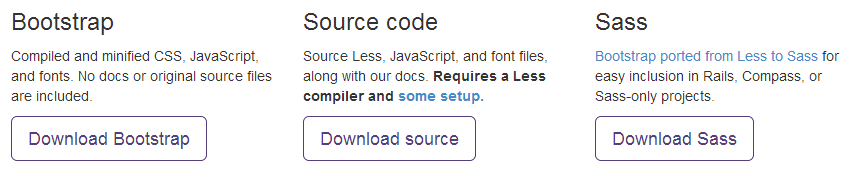 Bootstrap
Compiled and minified CSS, JavaScript,
and fonts. No docs or original source files
are included.
Download Bootstrap
Source code
Source Less, JavaScript, and font files,
along with our docs. Requires a Less
compiler and some setup.
Download source
Sass
Bootstrap ported from Less to Sass for
easy inclusion in Rails, Compass, or
Sass-only projects.
Download Sass